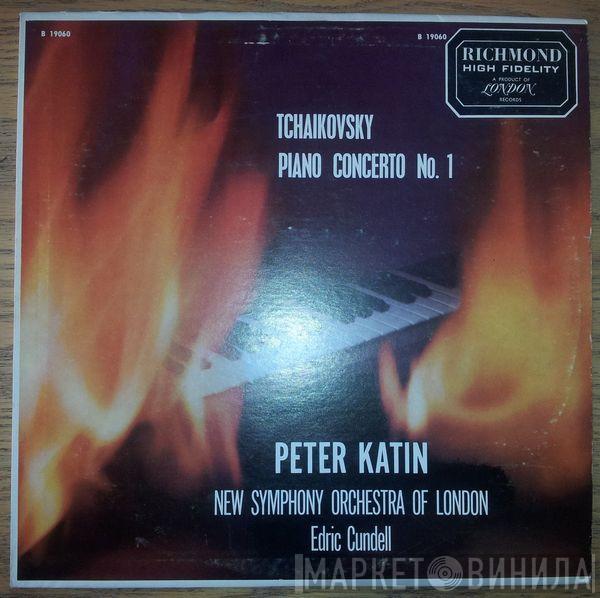 B 19060
B 19060
RICHMOND
HIGH FIDELITY
A PRODUCT OF
LONDON
RECORDS
TCHAIKOVSKY
PIANO CONCERTO No. 1
PETER KATIN
NEW SYMPHONY ORCHESTRA OF LONDON
Edric Cundell
МАРКЕТ ВИНИЛА